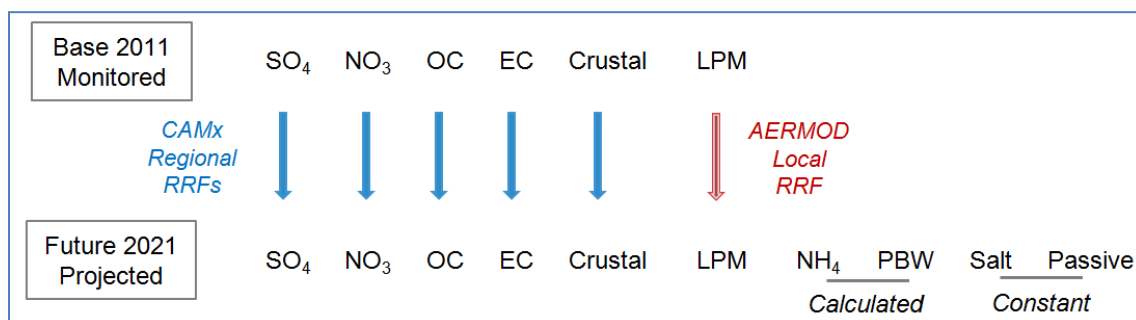 Base 2011
Monitored
SO₄ NO₃ OC EC Crustal LPM
CAMx
Regional
RRFs
AERMOD
Local
RRF
Future 2021
Projected
SO₄ NO₃ OC EC Crustal LPM NH₄ PBW Salt Passive
Calculated Constant